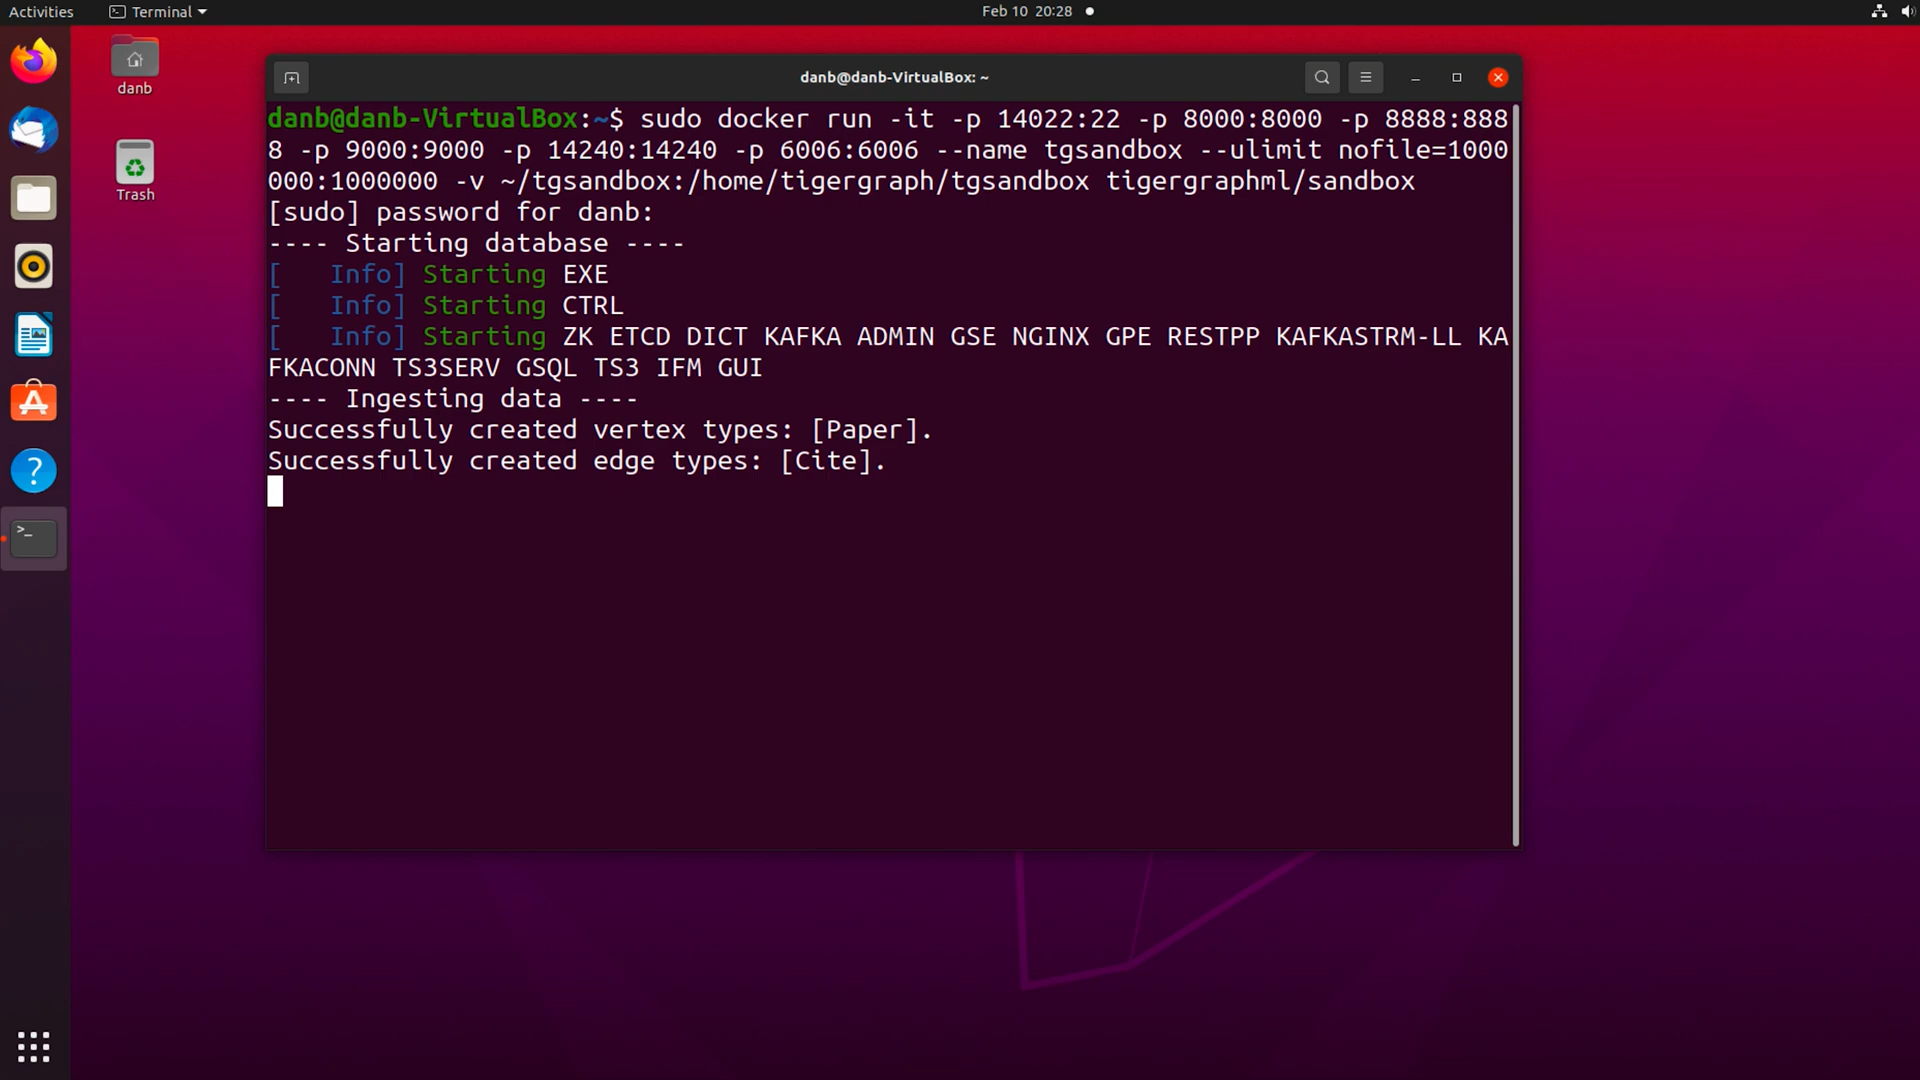 Activities
Terminal
Feb 10 20:28
danb
Trash
danb@danb-VirtualBox: ~
danb@danb-VirtualBox:~$ sudo docker run -it -p 14022:22 -p 8000:8000 -p 8888:888
8 -p 9000:9000 -p 14240:14240 -p 6006:6006 --name tgsandbox --ulimit nofile=1000
000:1000000 -v ~/tgsandbox:/home/tigergraph/tgsandbox tigergraphml/sandbox
[sudo] password for danb:
---- Starting database ----
[   Info] Starting EXE
[   Info] Starting CTRL
[   Info] Starting ZK ETCD DICT KAFKA ADMIN GSE NGINX GPE RESTPP KAFKASTRM-LL KA
FKACONN TS3SERV GSQL TS3 IFM GUI
---- Ingesting data ----
Successfully created vertex types: [Paper].
Successfully created edge types: [Cite].